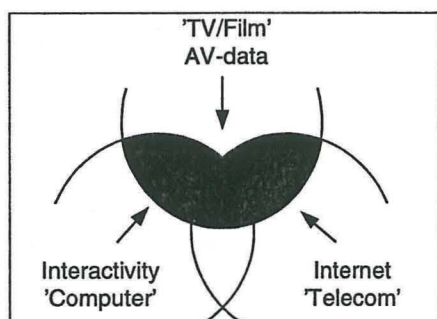 'TV/Film'
AV-data
Interactivity
'Computer'
Internet
'Telecom'